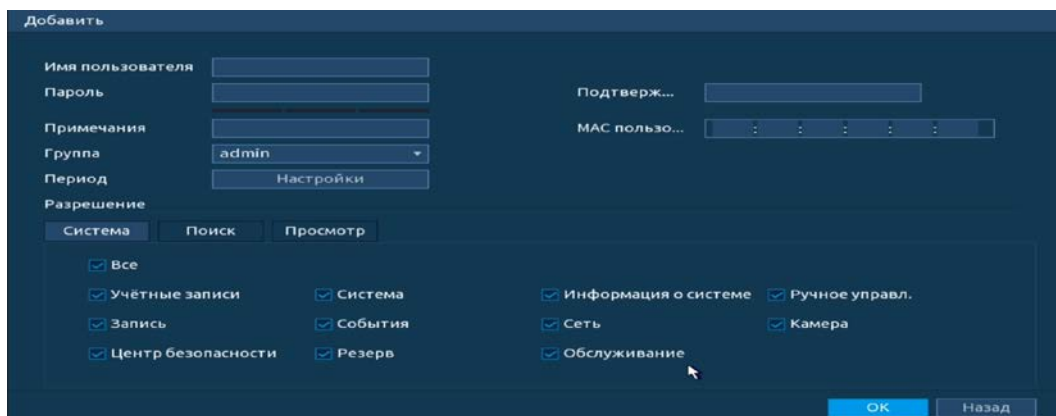 Добавить
Имя пользователя
Пароль Подтверж...
Примечания MAC пользо... : : : : :
Группа admin
Период Настройки
Разрешение
Система Поиск Просмотр
Все
Учётные записи Система Информация о системе Ручное управл.
Запись События Сеть Камера
Центр безопасности Резерв Обслуживание
OK Назад